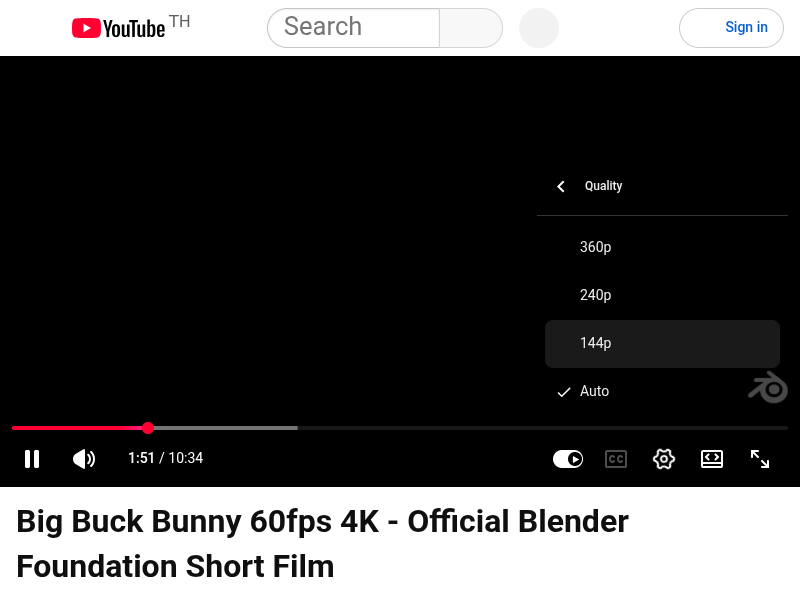 YouTube TH
Search
Sign in
Quality
360p
240p
144p
Auto
1:51 / 10:34
CC
Big Buck Bunny 60fps 4K - Official Blender
Foundation Short Film